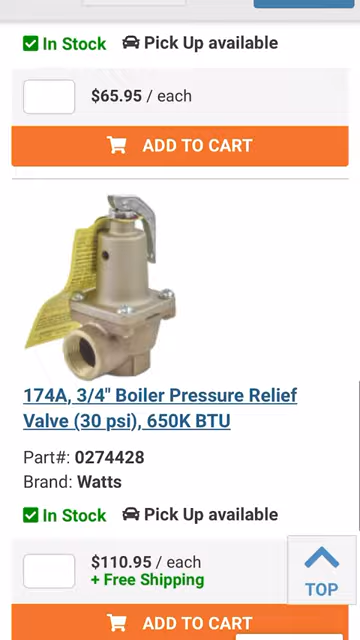 In Stock Pick Up available
$65.95 / each
ADD TO CART
174A, 3/4" Boiler Pressure Relief
Valve (30 psi), 650K BTU
Part#: 0274428
Brand: Watts
In Stock Pick Up available
$110.95 / each
+ Free Shipping
TOP
ADD TO CART